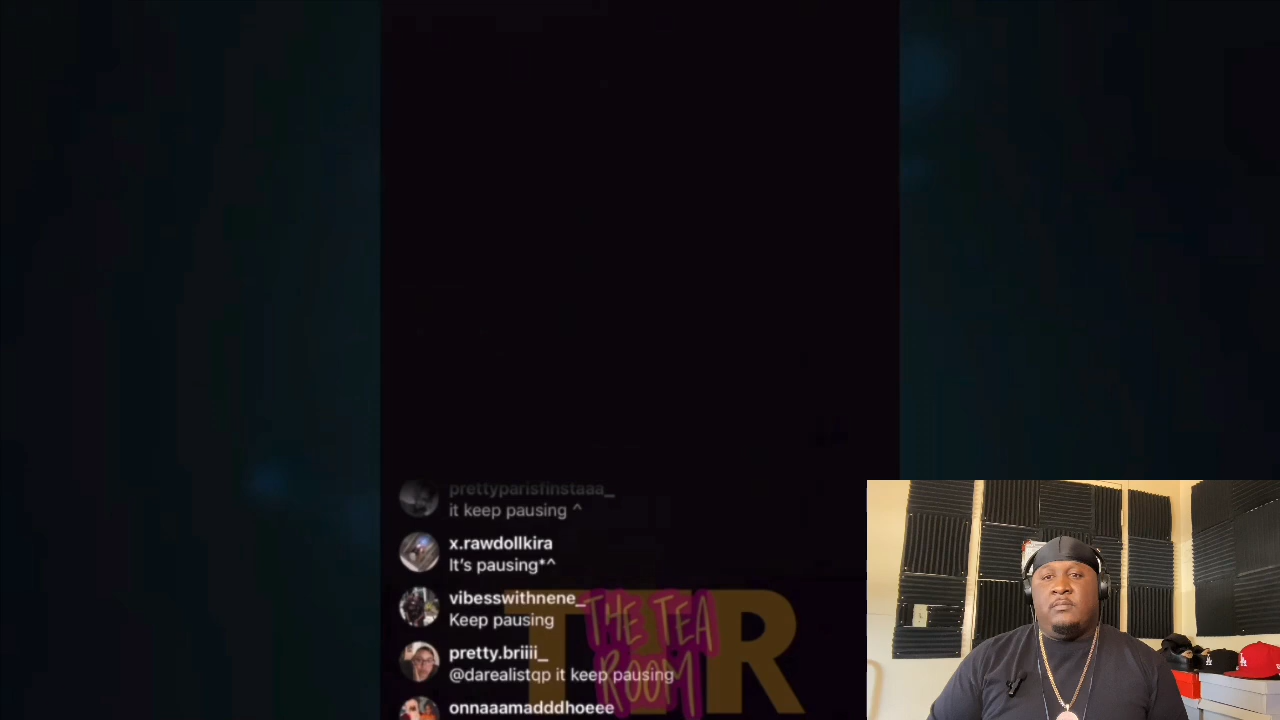 prettyparisfinstaaa_
it keep pausing ^
x.rawdollkira
It's pausing*^
vibesswithnene_
Keep pausing
pretty.briiii_
@darealistqp it keep pausing
onnaaamadddhoeee
THE TEA
ROOM